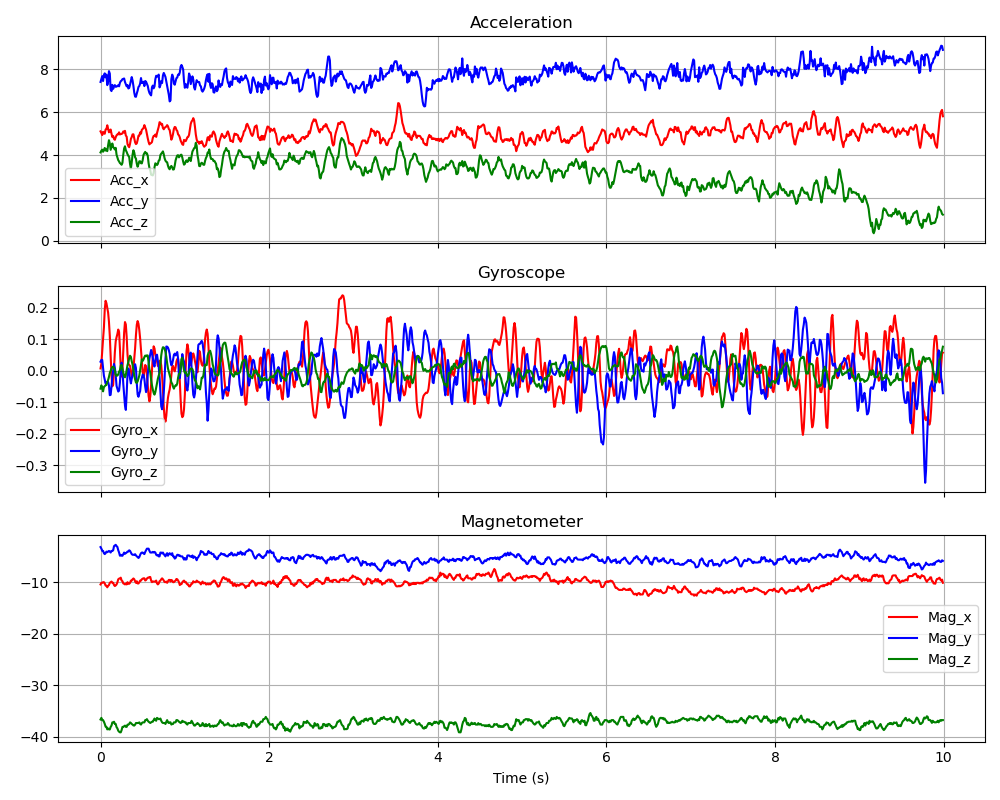 Acceleration
8
6
4
2
0
Acc_x
Acc_y
Acc_z
Gyroscope
0.2
0.1
0.0
−0.1
−0.2
−0.3
Gyro_x
Gyro_y
Gyro_z
Magnetometer
−10
−20
−30
−40
Mag_x
Mag_y
Mag_z
0 2 4 6 8 10
Time (s)